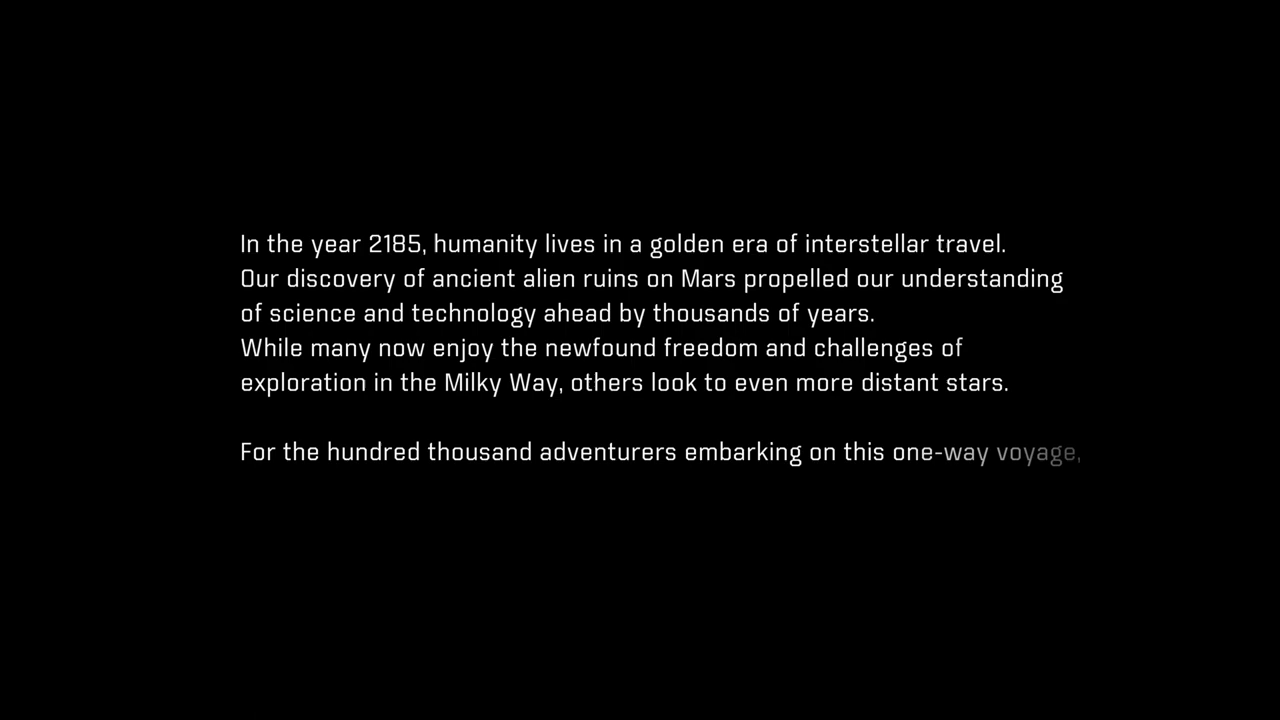 In the year 2185, humanity lives in a golden era of interstellar travel.
Our discovery of ancient alien ruins on Mars propelled our understanding
of science and technology ahead by thousands of years.
While many now enjoy the newfound freedom and challenges of
exploration in the Milky Way, others look to even more distant stars.
For the hundred thousand adventurers embarking on this one-way voyage,